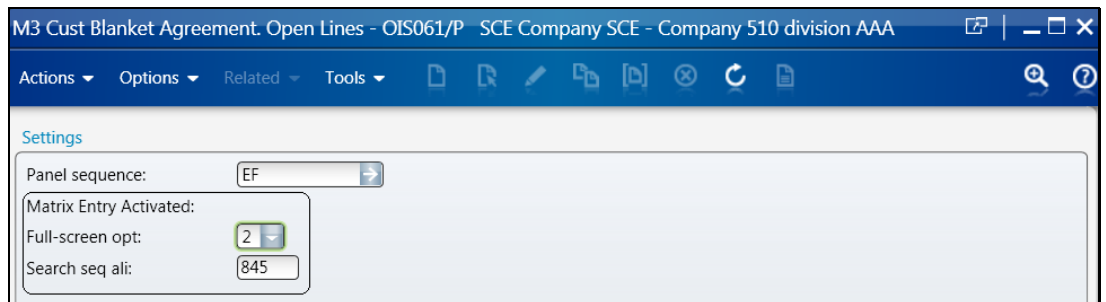 M3 Cust Blanket Agreement. Open Lines - OIS061/P SCE Company SCE - Company 510 division AAA
Actions Options Related Tools
Settings
Panel sequence: EF
Matrix Entry Activated:
Full-screen opt: 2
Search seq ali: 845